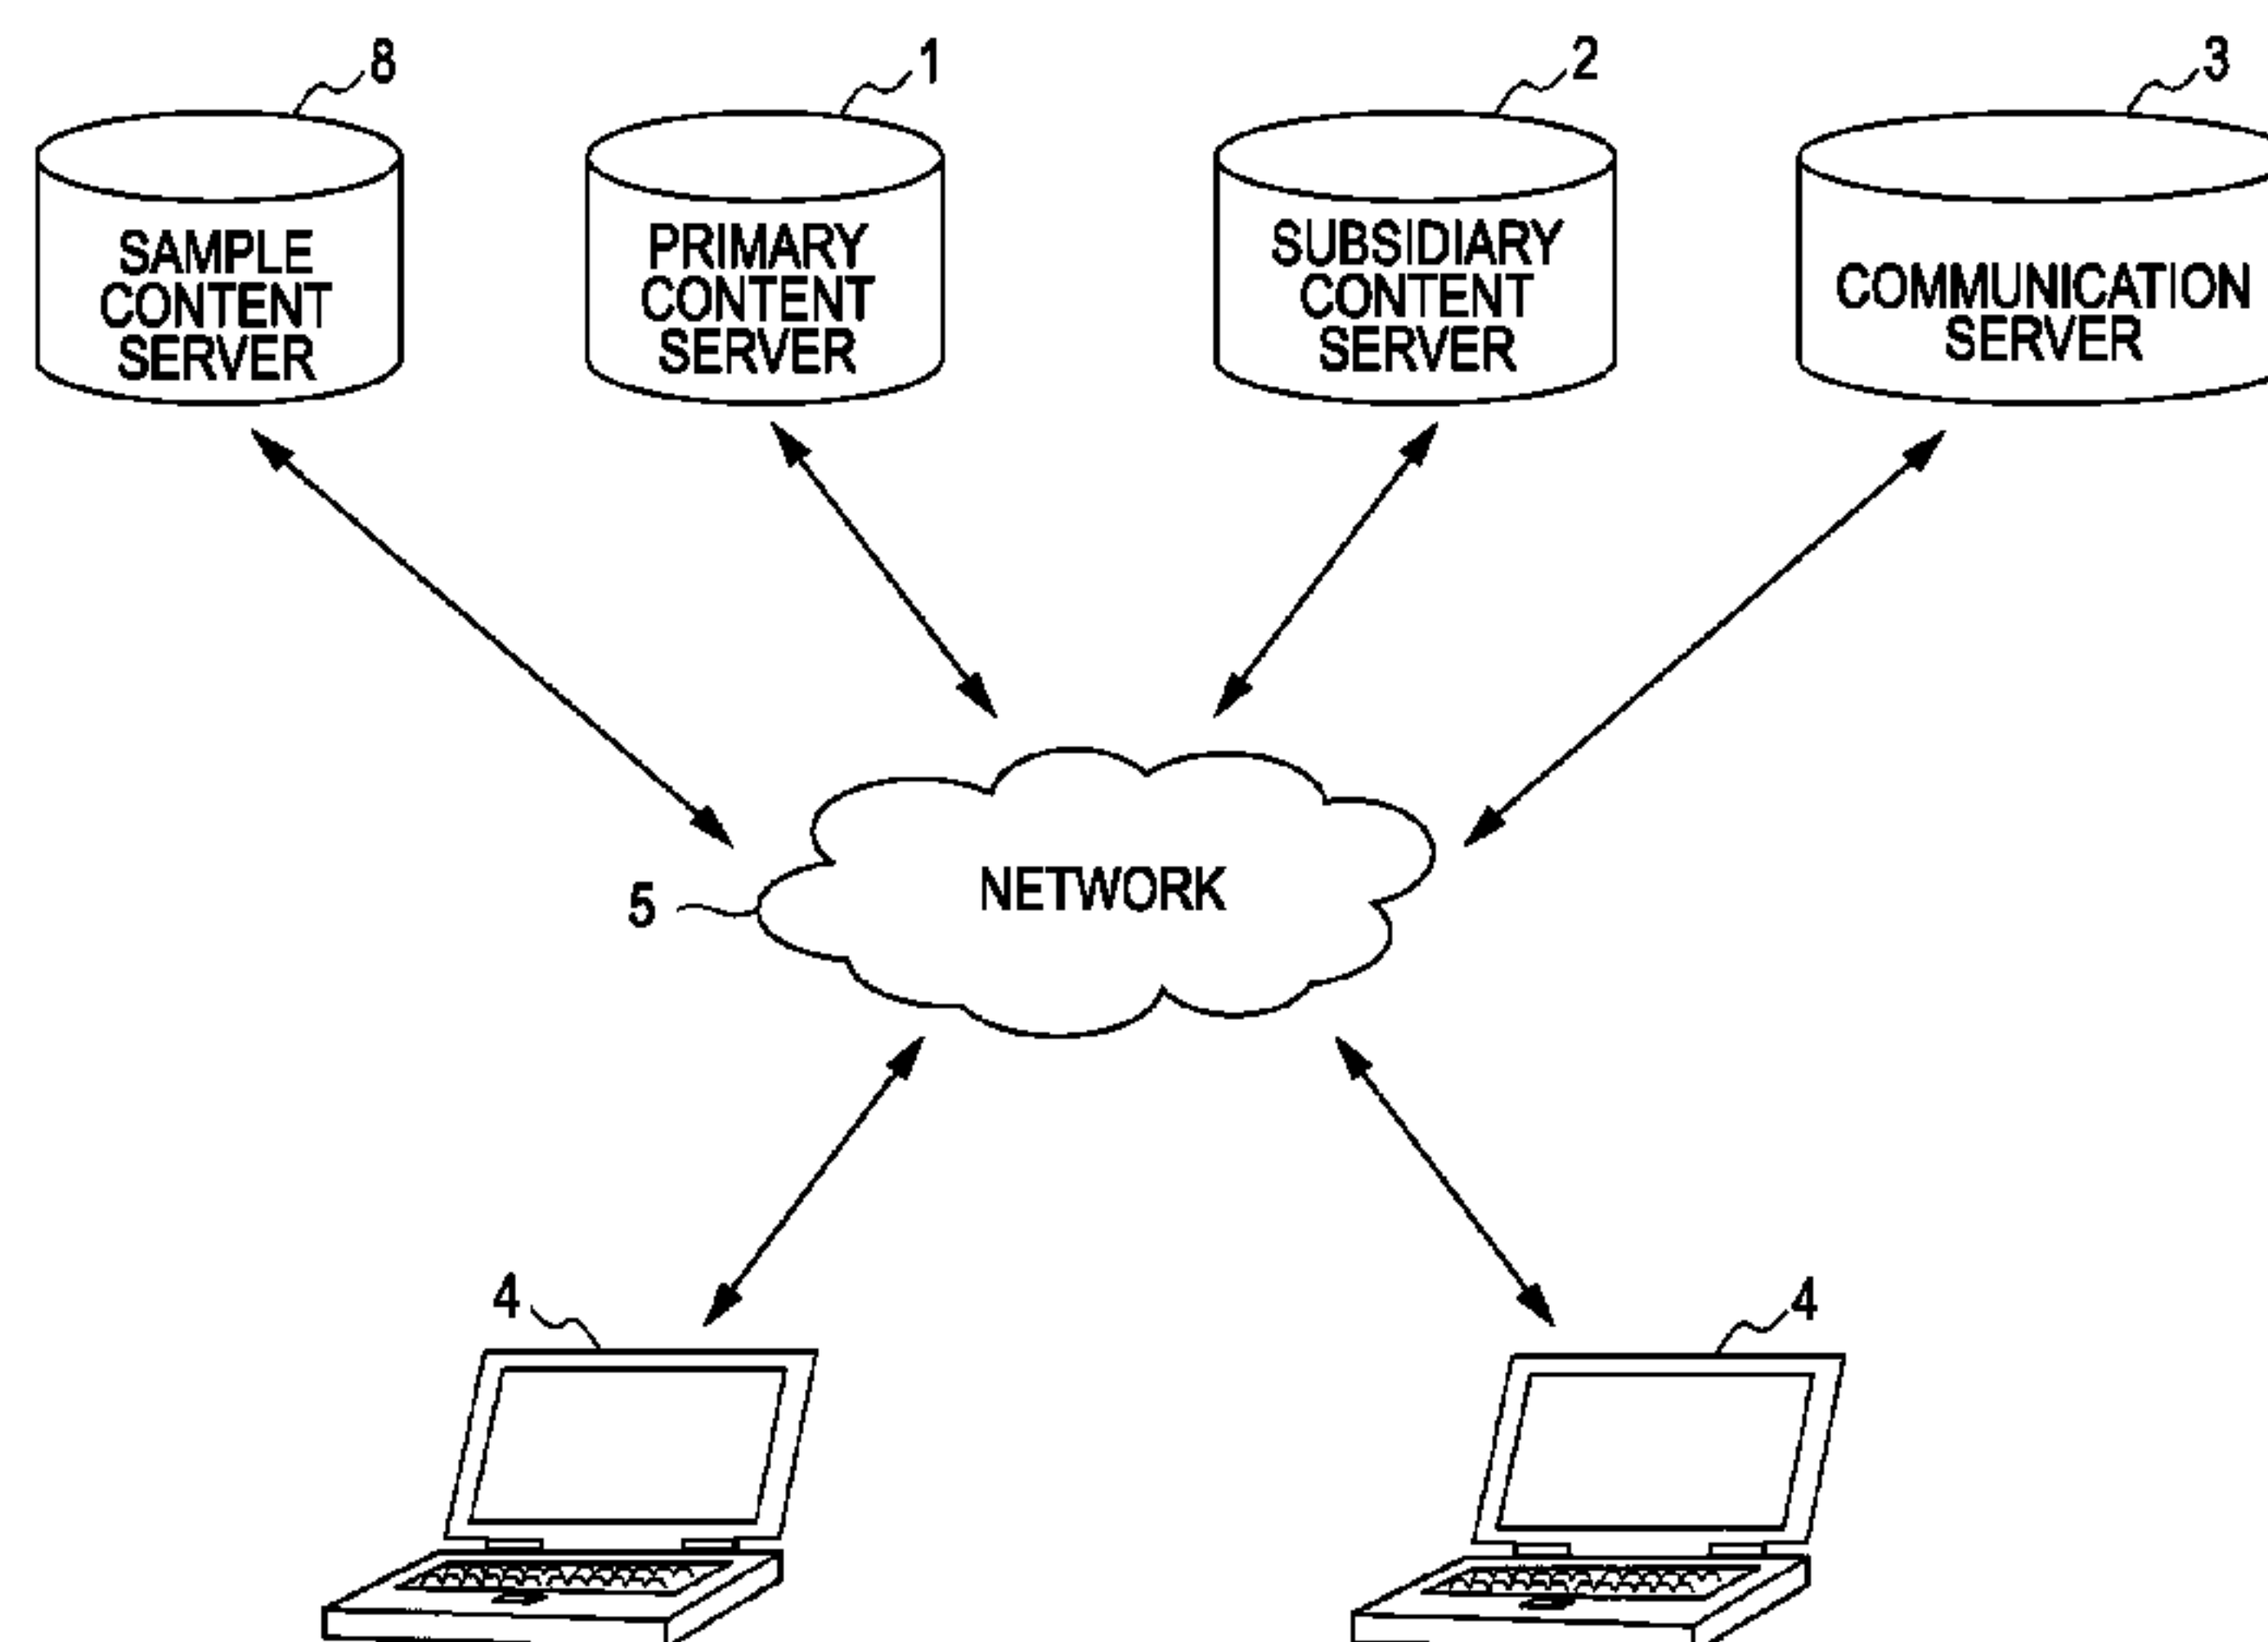 8
1
2
3
SAMPLE
CONTENT
SERVER
PRIMARY
CONTENT
SERVER
SUBSIDIARY
CONTENT
SERVER
COMMUNICATION
SERVER
NETWORK
5
4
4